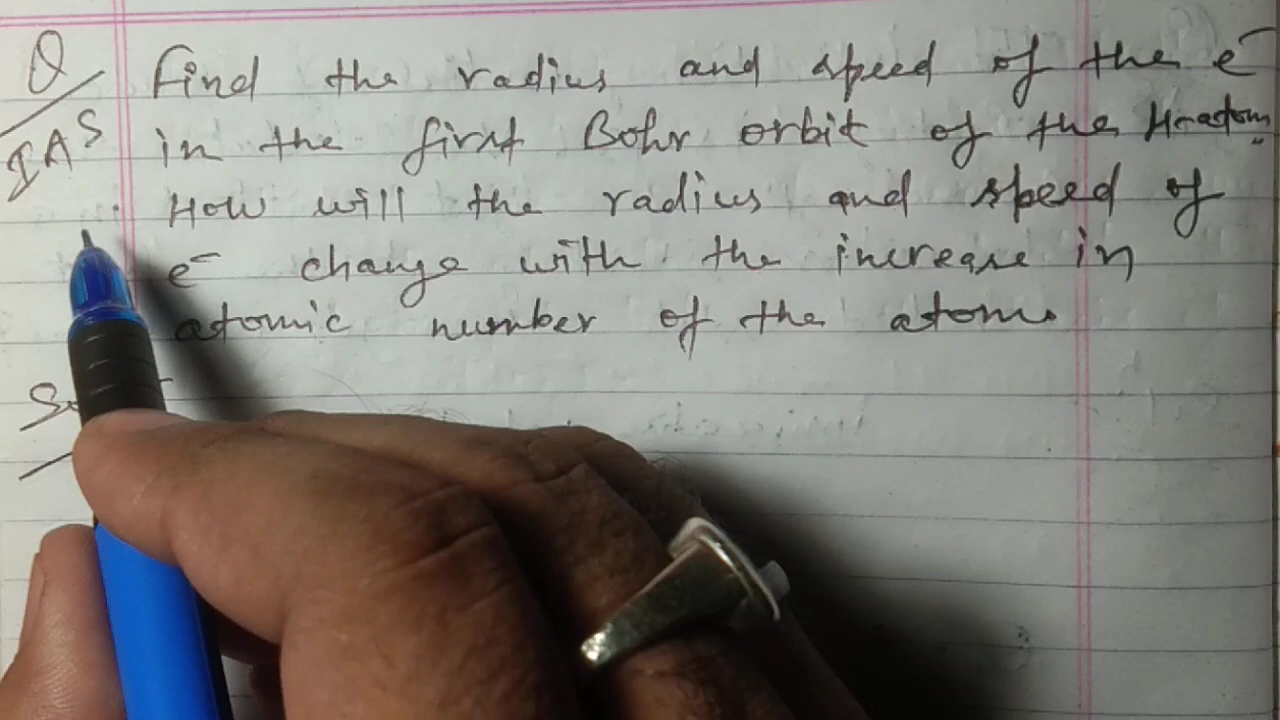 Q Find the radius and speed of the e⁻
IAS in the first Bohr orbit of the H-atom
How will the radius and speed of
e⁻ change with the increase in
atomic number of the atom.